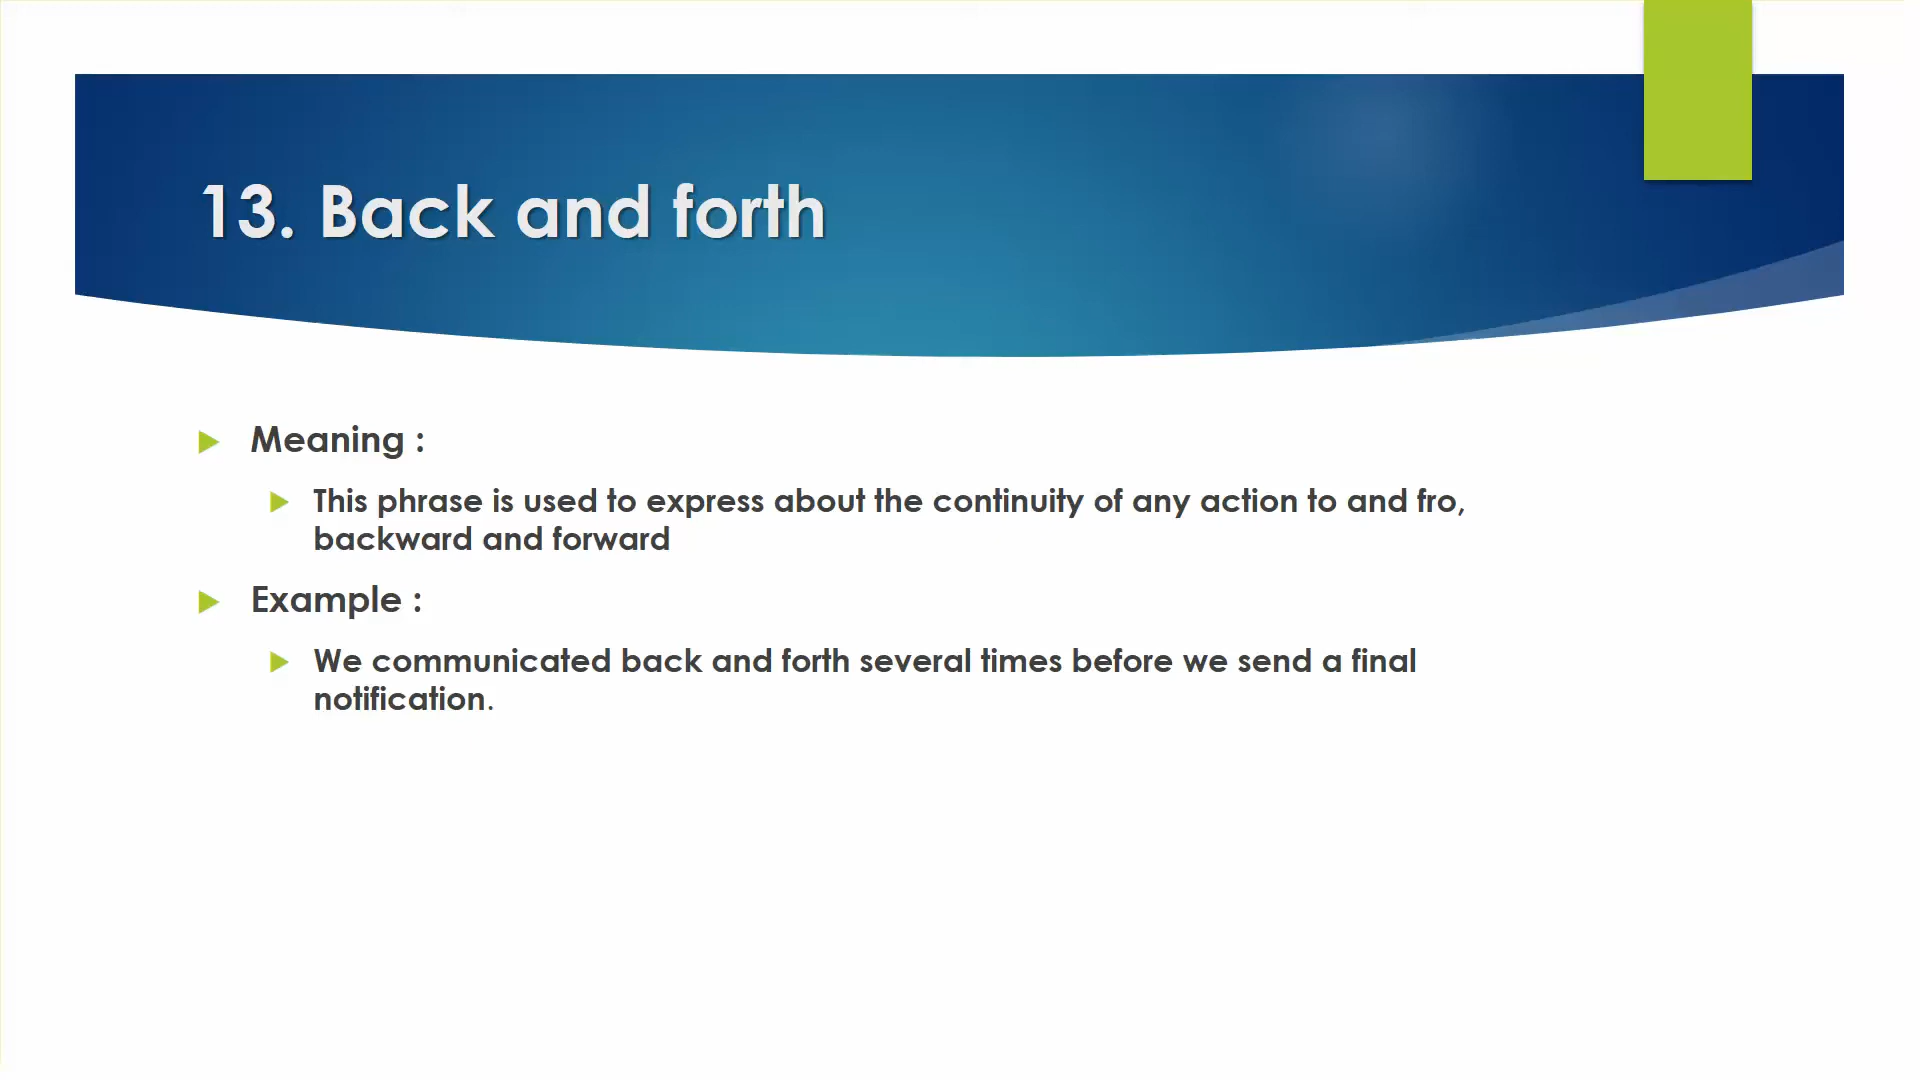 13. Back and forth
Meaning :
This phrase is used to express about the continuity of any action to and fro,
backward and forward
Example :
We communicated back and forth several times before we send a final
notification.